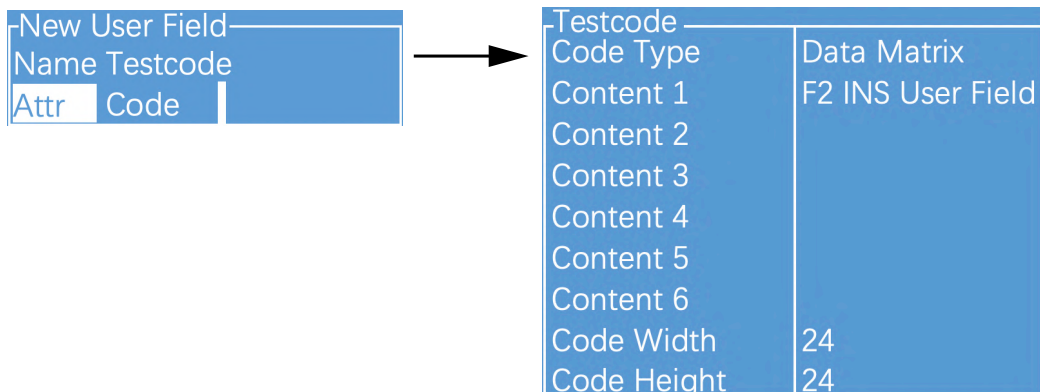 New User Field
Name Testcode
Attr Code
Testcode
Code Type Data Matrix
Content 1 F2 INS User Field
Content 2
Content 3
Content 4
Content 5
Content 6
Code Width 24
Code Height 24